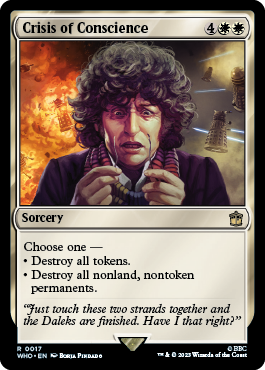 Crisis of Conscience 4
Sorcery
Choose one —
• Destroy all tokens.
• Destroy all nonland, nontoken
permanents.
“Just touch these two strands together and
the Daleks are finished. Have I that right?”
R 0017
WHO • EN Borja Pindado
© BBC
™ & © 2023 Wizards of the Coast